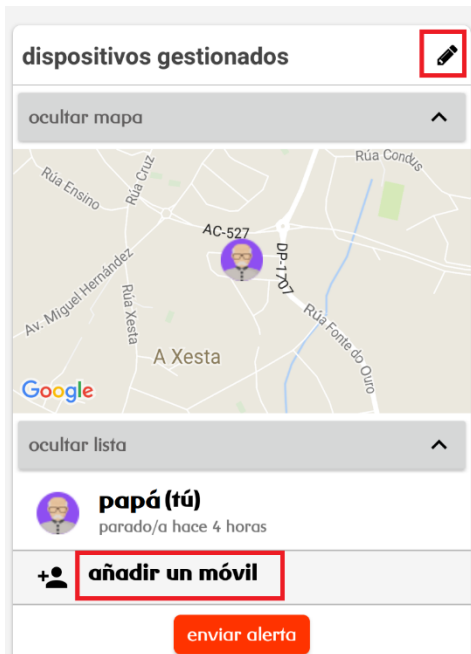 dispositivos gestionados
ocultar mapa
Rúa Condus
Rúa Ensino
Rúa Cruz
AC-527
DP-1707
Av. Miguel Hernández
Rúa Xesta
Rúa Fonte do Ouro
A Xesta
Google
ocultar lista
papá (tú)
parado/a hace 4 horas
añadir un móvil
enviar alerta